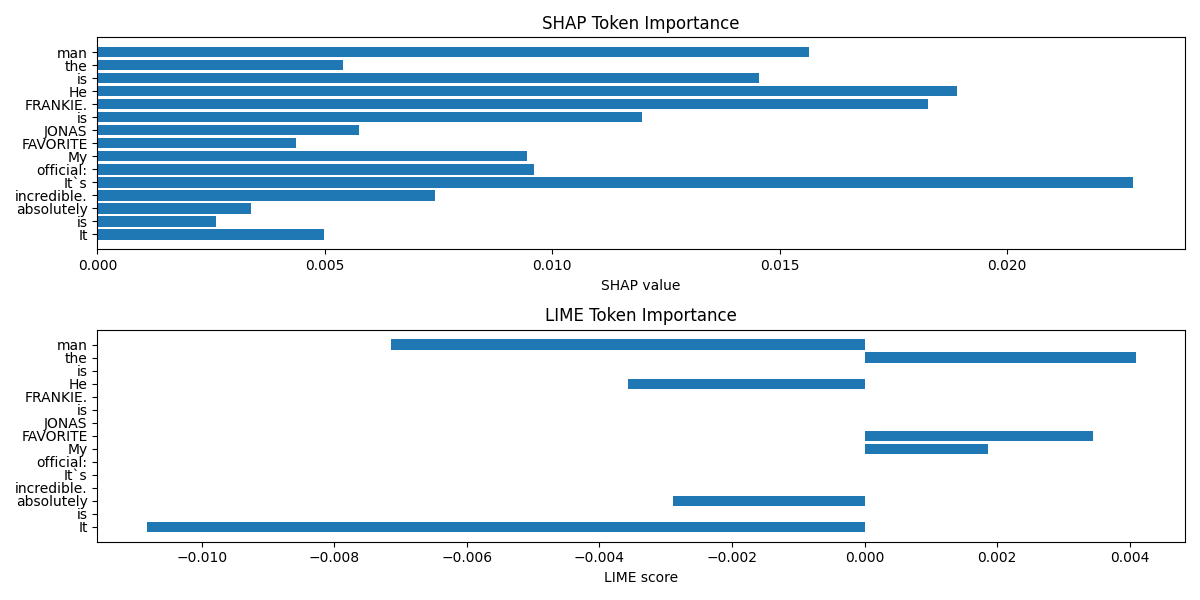 SHAP Token Importance
man
the
is
He
FRANKIE.
is
JONAS
FAVORITE
My
official:
It`s
incredible.
absolutely
is
It
0.000 0.005 0.010 0.015 0.020
SHAP value
LIME Token Importance
man
the
is
He
FRANKIE.
is
JONAS
FAVORITE
My
official:
It`s
incredible.
absolutely
is
It
−0.010 −0.008 −0.006 −0.004 −0.002 0.000 0.002 0.004
LIME score